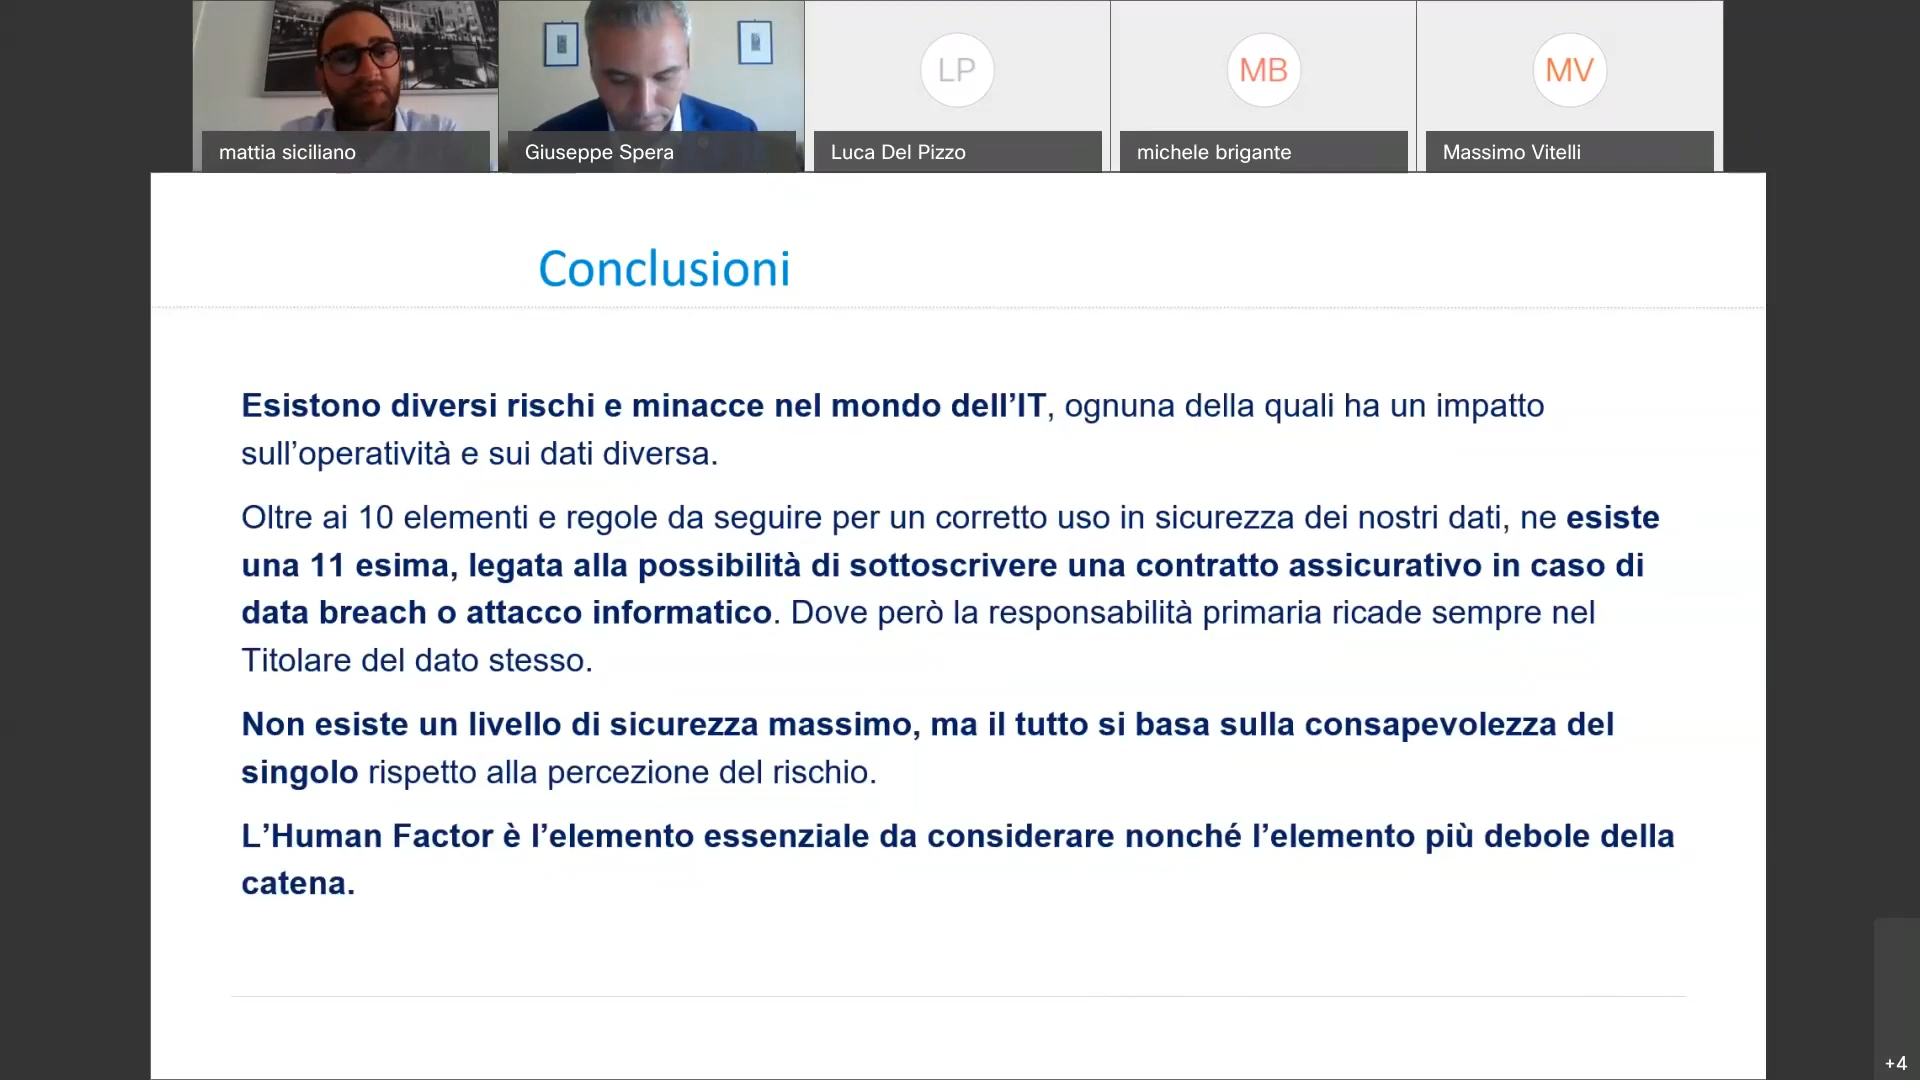 LP
MB
MV
mattia siciliano
Giuseppe Spera
Luca Del Pizzo
michele brigante
Massimo Vitelli
Conclusioni
Esistono diversi rischi e minacce nel mondo dell’IT, ognuna della quali ha un impatto
sull’operatività e sui dati diversa.
Oltre ai 10 elementi e regole da seguire per un corretto uso in sicurezza dei nostri dati, ne esiste
una 11 esima, legata alla possibilità di sottoscrivere una contratto assicurativo in caso di
data breach o attacco informatico. Dove però la responsabilità primaria ricade sempre nel
Titolare del dato stesso.
Non esiste un livello di sicurezza massimo, ma il tutto si basa sulla consapevolezza del
singolo rispetto alla percezione del rischio.
L’Human Factor è l’elemento essenziale da considerare nonché l’elemento più debole della
catena.
+4